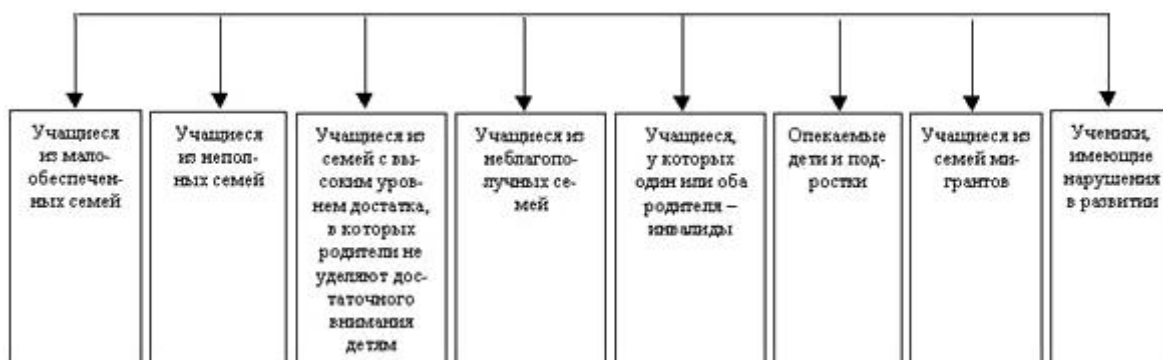 Учащиеся
из мало-
обеспечен-
ных семей
Учащиеся
из непол-
ных семей
Учащиеся из
семей с вы-
соким уров-
нем достатка,
в которых
родители не
уделяют дос-
таточного
внимания
детям
Учащиеся из
неблагопо-
лучных се-
мей
Учащиеся,
у которых
один или оба
родителя –
инвалиды
Опекаемые
дети и под-
ростки
Учащиеся из
семей ми-
грантов
Ученики,
имеющие
нарушения
в развитии